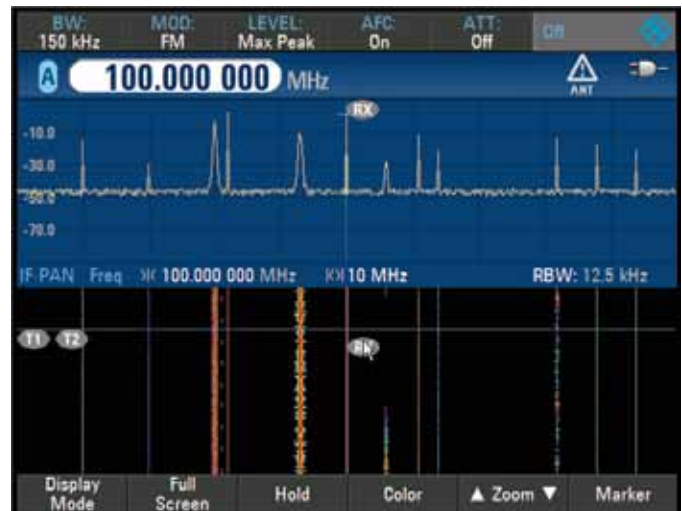 BW: MOD: LEVEL: AFC: ATT: Off
150 kHz FM Max Peak On Off
A 100.000 000 MHz
ANT
RX
-10.0
-30.0
-50.0
-70.0
IF-PAN Freq 100.000 000 MHz 10 MHz RBW: 12.5 kHz
T1 T2
Display Mode
Full Screen
Hold
Color
▲ Zoom ▼
Marker